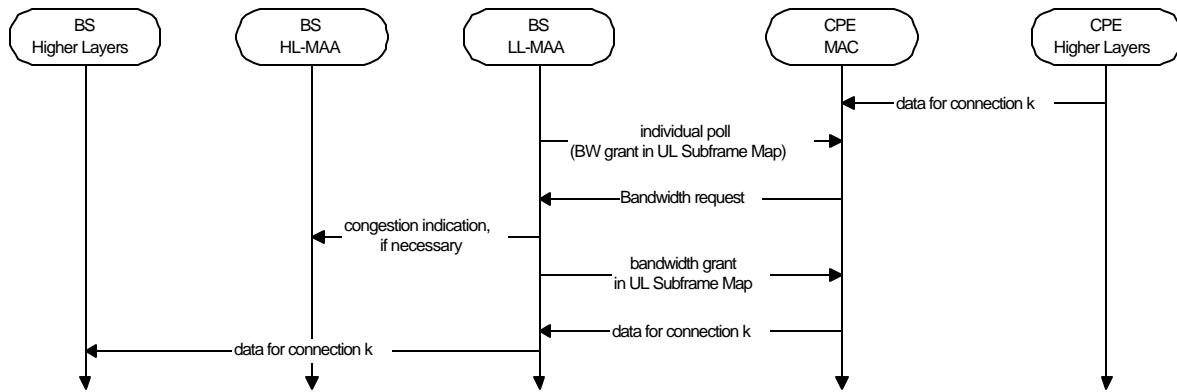 BS
Higher Layers
BS
HL-MAA
BS
LL-MAA
CPE
MAC
CPE
Higher Layers
data for connection k
individual poll
(BW grant in UL Subframe Map)
Bandwidth request
congestion indication,
if necessary
bandwidth grant
in UL Subframe Map
data for connection k
data for connection k